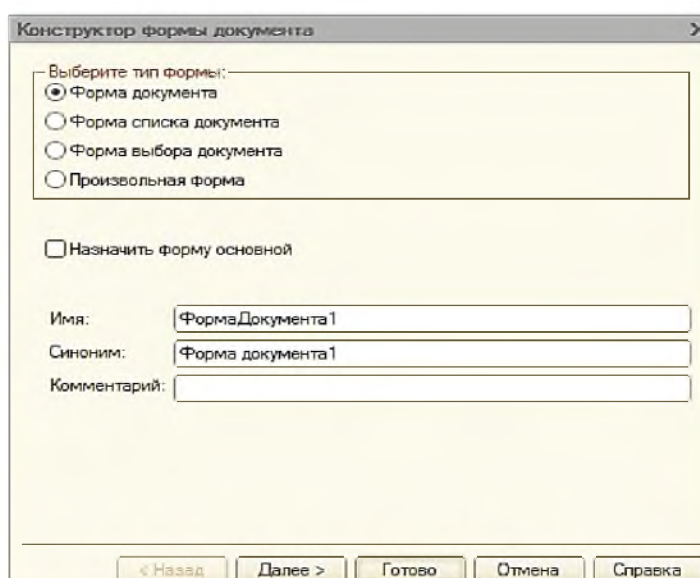 Конструктор формы документа
Выберите тип формы:
Форма документа
Форма списка документа
Форма выбора документа
Произвольная форма
Назначить форму основной
Имя: ФормаДокумента1
Синоним: Форма документа1
Комментарий:
< Назад Далее > Готово Отмена Справка